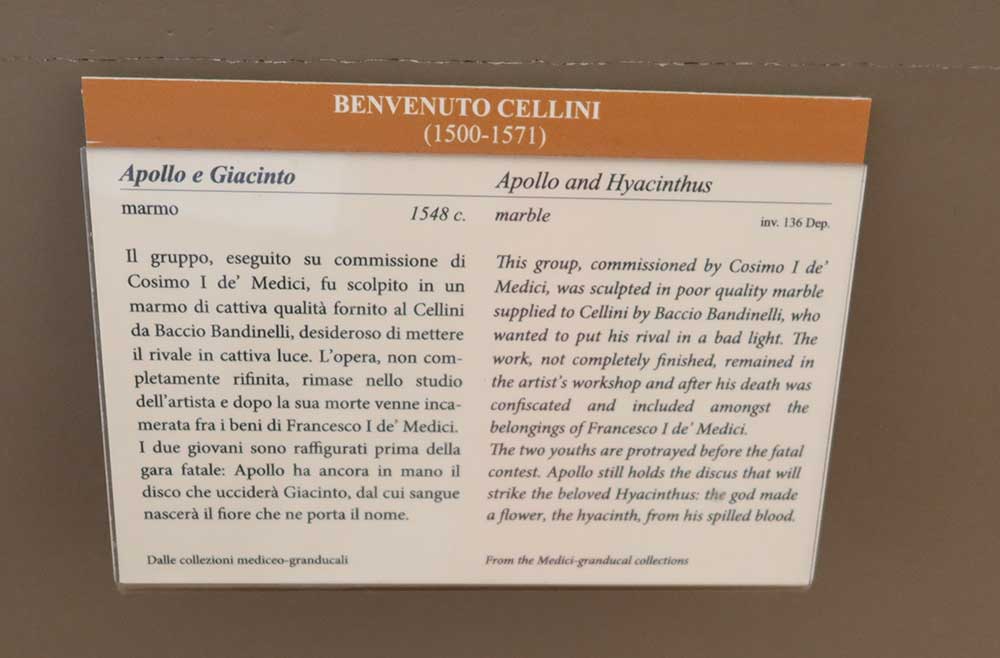 BENVENUTO CELLINI
(1500-1571)
Apollo e Giacinto
marmo
1548 c.
Il gruppo, eseguito su commissione di
Cosimo I de’ Medici, fu scolpito in un
marmo di cattiva qualità fornito al Cellini
da Baccio Bandinelli, desideroso di mettere
il rivale in cattiva luce. L’opera, non com-
pletamente rifinita, rimase nello studio
dell’artista e dopo la sua morte venne inca-
merata fra i beni di Francesco I de’ Medici.
I due giovani sono raffigurati prima della
gara fatale: Apollo ha ancora in mano il
disco che ucciderà Giacinto, dal cui sangue
nascerà il fiore che ne porta il nome.
Dalle collezioni mediceo-granducali
Apollo and Hyacinthus
marble
inv. 136 Dep.
This group, commissioned by Cosimo I de’
Medici, was sculpted in poor quality marble
supplied to Cellini by Baccio Bandinelli, who
wanted to put his rival in a bad light. The
work, not completely finished, remained in
the artist’s workshop and after his death was
confiscated and included amongst the
belongings of Francesco I de’ Medici.
The two youths are protrayed before the fatal
contest. Apollo still holds the discus that will
strike the beloved Hyacinthus: the god made
a flower, the hyacinth, from his spilled blood.
From the Medici-granducal collections